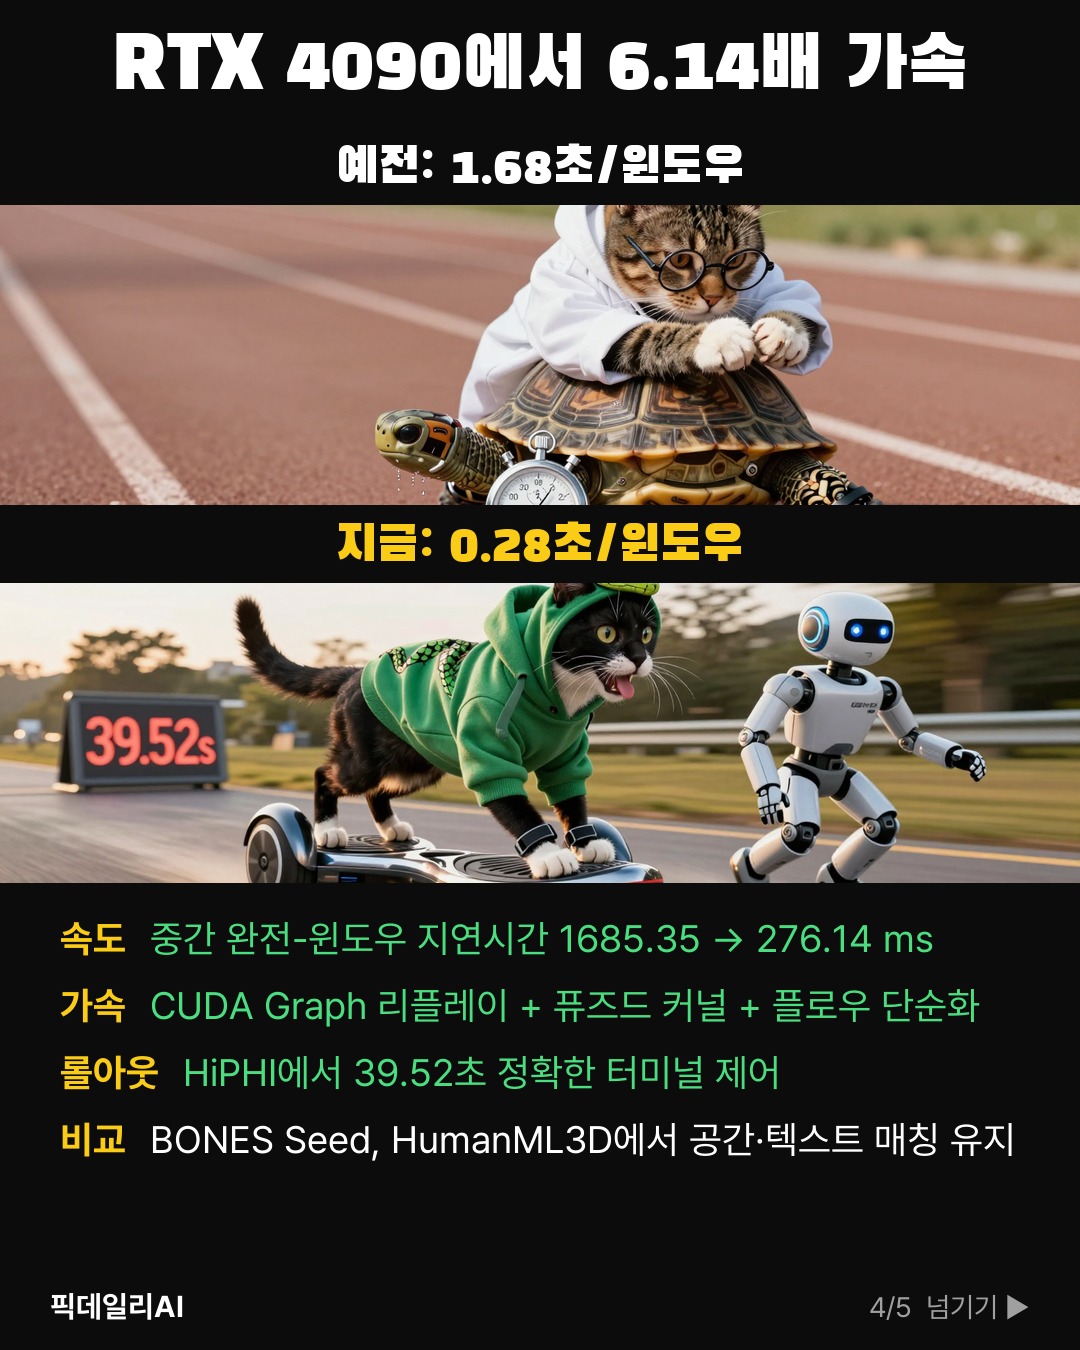 RTX 4090에서 6.14배 가속
예전: 1.68초/윈도우
지금: 0.28초/윈도우
39.52s
속도 중간 완전-윈도우 지연시간 1685.35 → 276.14 ms
가속 CUDA Graph 리플레이 + 퓨즈드 커널 + 플로우 단순화
롤아웃 HiPHI에서 39.52초 정확한 터미널 제어
비교 BONES Seed, HumanML3D에서 공간·텍스트 매칭 유지
픽데일리AI
4/5 넘기기 ▶